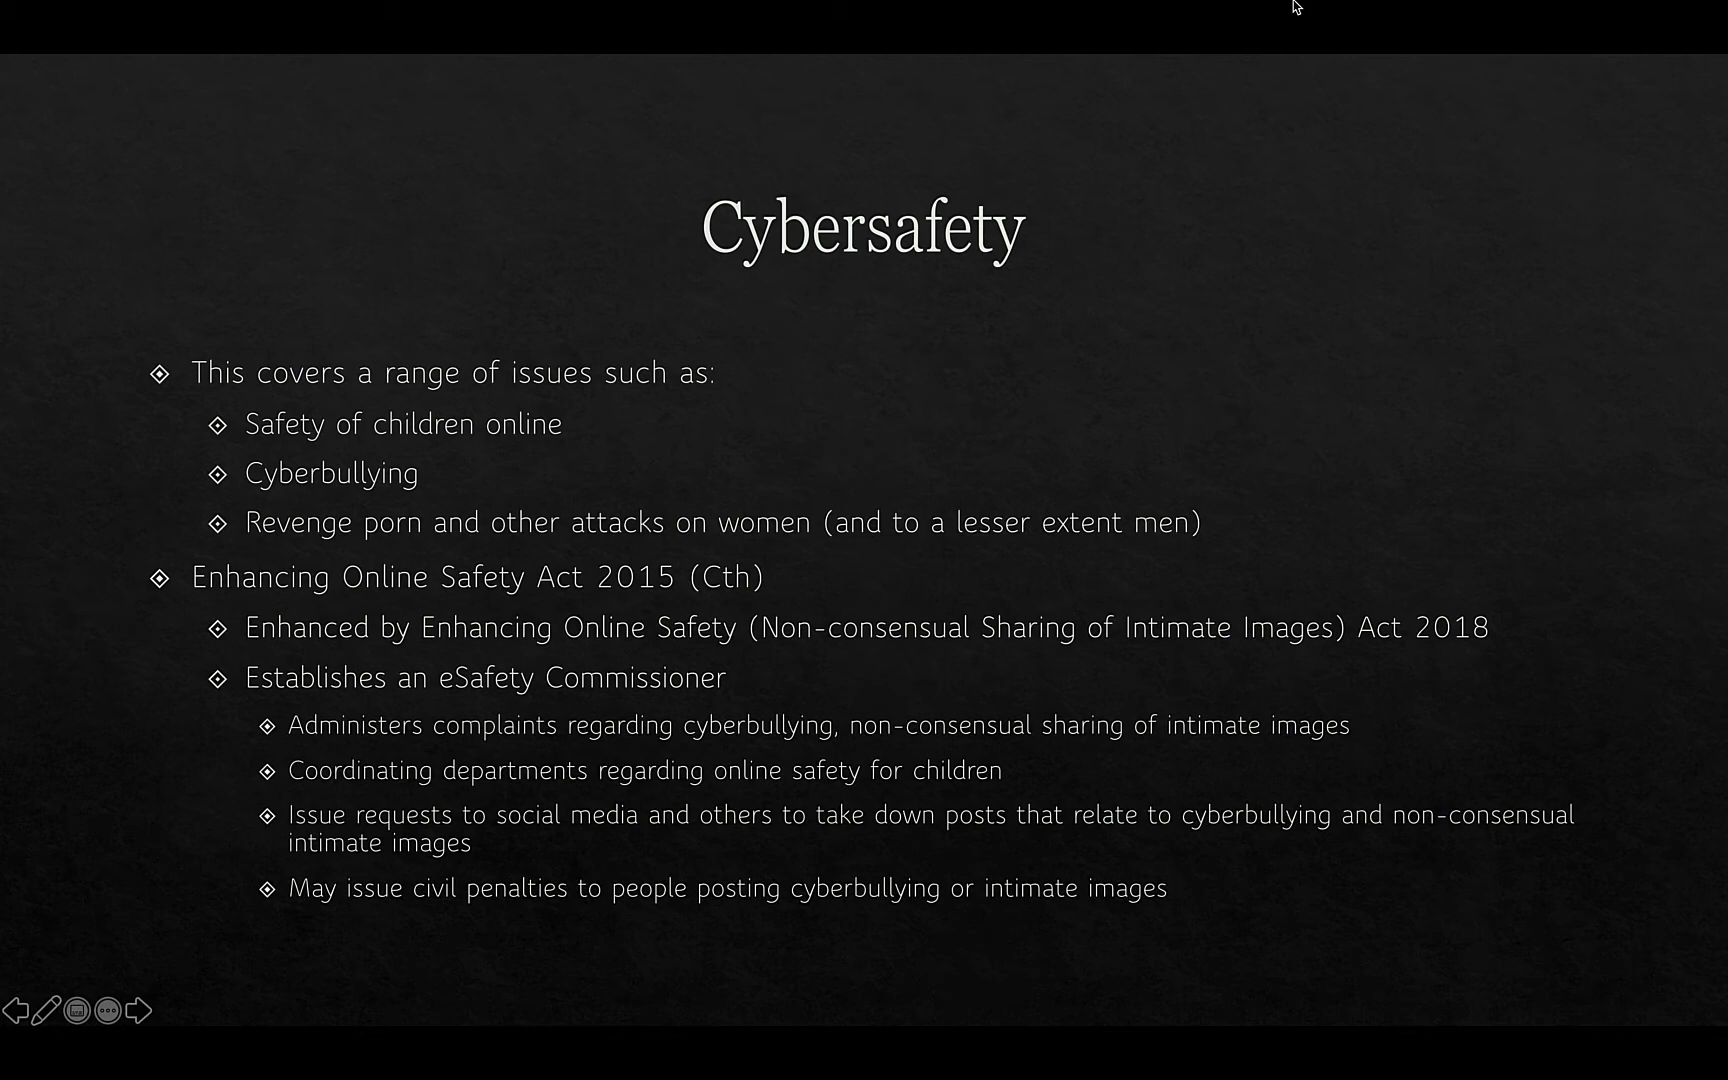 Cybersafety
This covers a range of issues such as:
Safety of children online
Cyberbullying
Revenge porn and other attacks on women (and to a lesser extent men)
Enhancing Online Safety Act 2015 (Cth)
Enhanced by Enhancing Online Safety (Non-consensual Sharing of Intimate Images) Act 2018
Establishes an eSafety Commissioner
Administers complaints regarding cyberbullying, non-consensual sharing of intimate images
Coordinating departments regarding online safety for children
Issue requests to social media and others to take down posts that relate to cyberbullying and non-consensual
intimate images
May issue civil penalties to people posting cyberbullying or intimate images